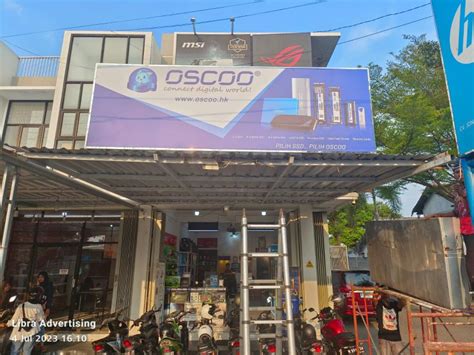 msi
hp
OSCOO®
connect digital world!
www.oscoo.hk
PILIH SSD, PILIH OSCOO
Libra Advertising
4 Jul 2023 16.10